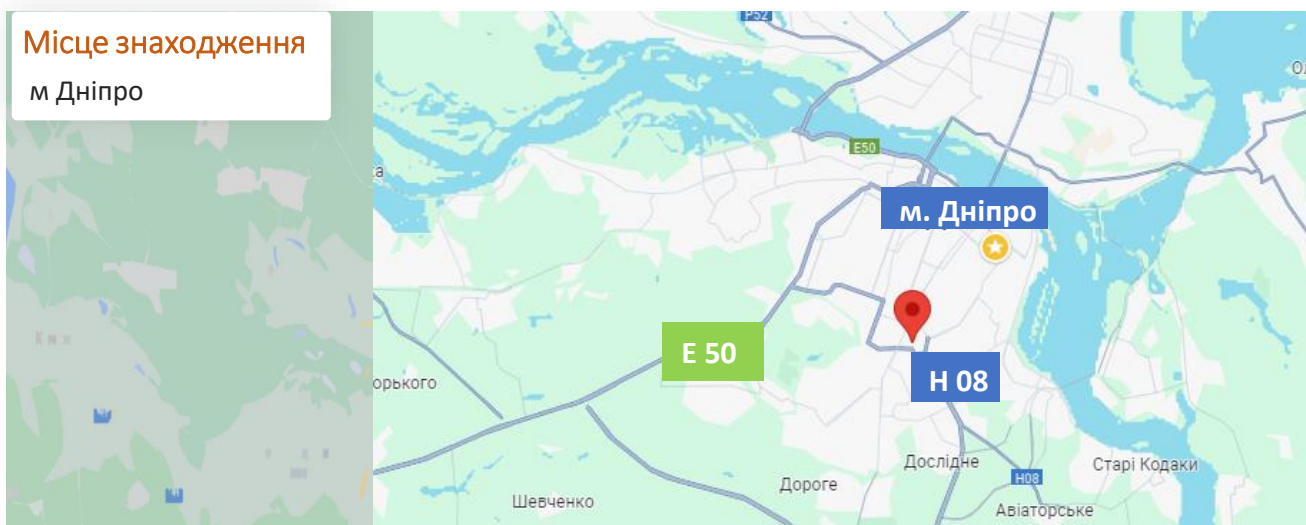 Місце знаходження
м Дніпро
P52
E50
м. Дніпро
Е 50
Н 08
орького
Дослідне
H08
Старі Кодаки
Дороге
Шевченко
Авіаторське